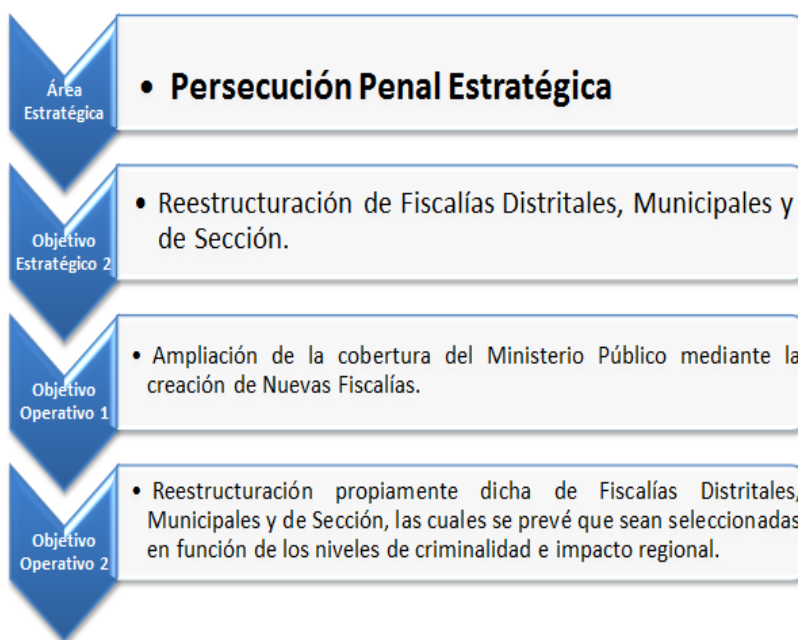 Área
Estratégica
• Persecución Penal Estratégica
Objetivo
Estratégico 2
• Reestructuración de Fiscalías Distritales, Municipales y
de Sección.
Objetivo
Operativo 1
• Ampliación de la cobertura del Ministerio Público mediante la
creación de Nuevas Fiscalías.
Objetivo
Operativo 2
• Reestructuración propiamente dicha de Fiscalías Distritales,
Municipales y de Sección, las cuales se prevé que sean seleccionadas
en función de los niveles de criminalidad e impacto regional.